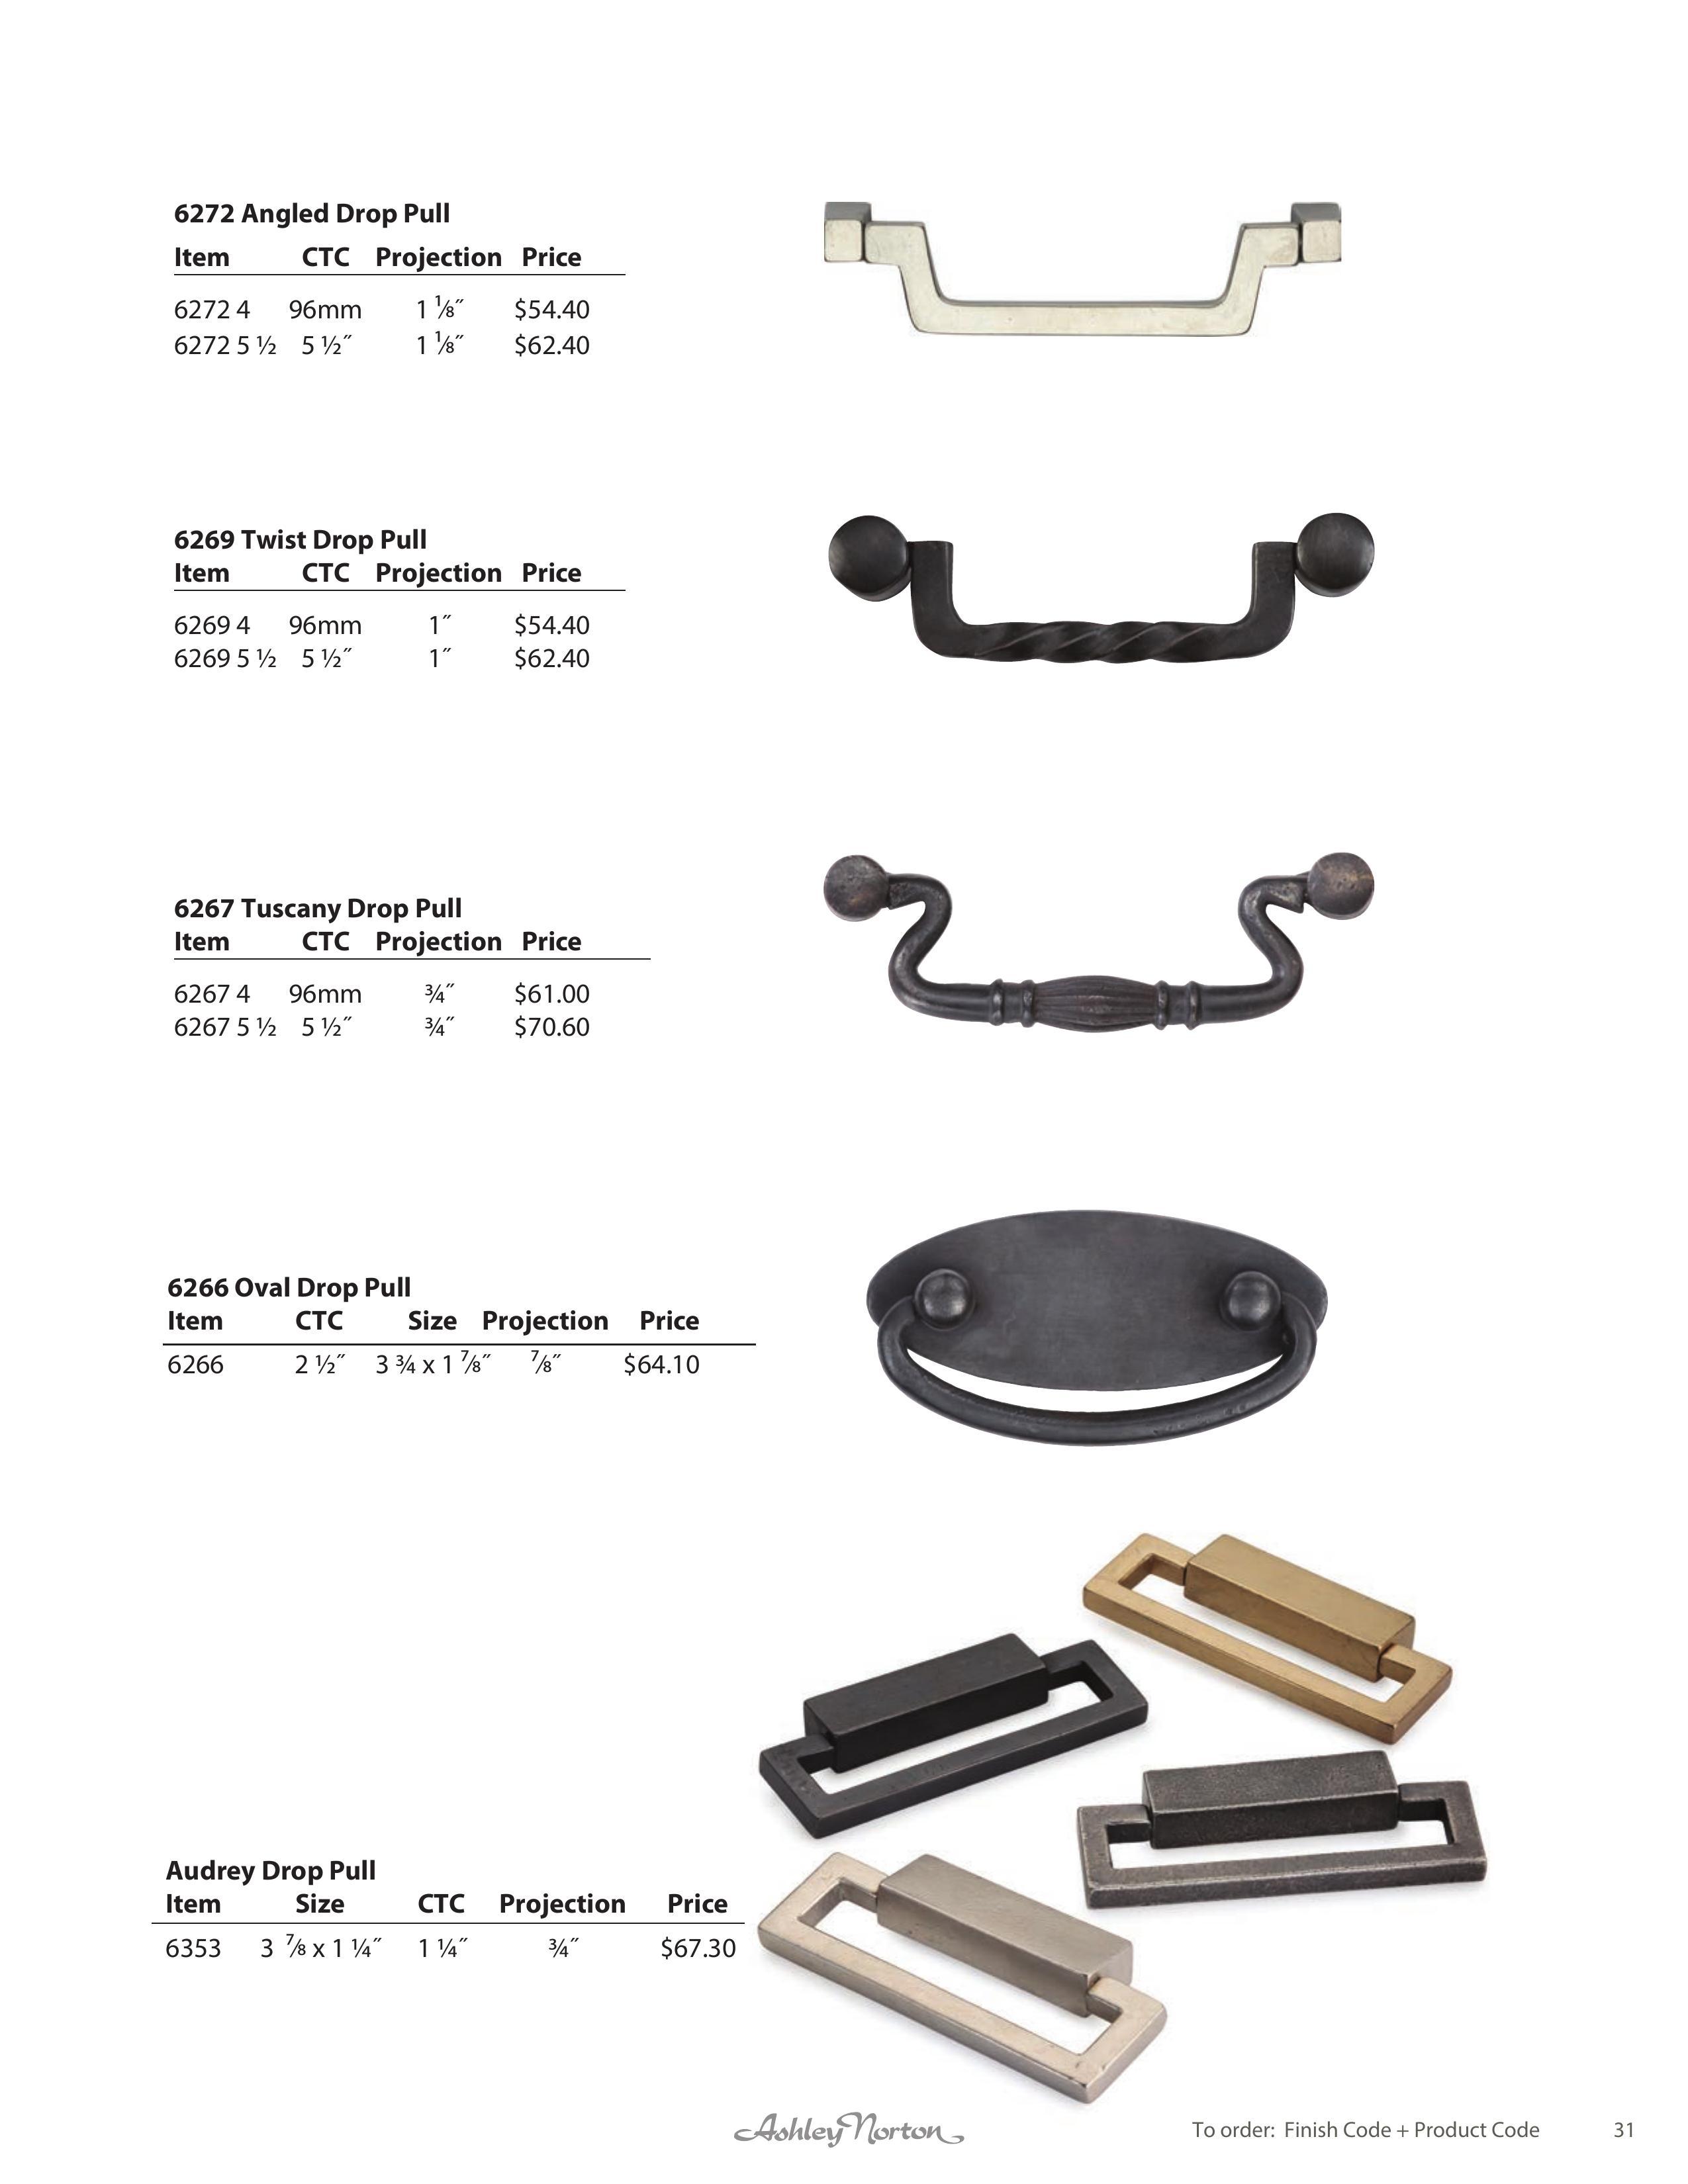 6272 Angled Drop Pull
Item CTC Projection Price
6272 4 96mm 1 ⅛˝ $54.40
6272 5 ½ 5 ½˝ 1 ⅛˝ $62.40
6269 Twist Drop Pull
Item CTC Projection Price
6269 4 96mm 1˝ $54.40
6269 5 ½ 5 ½˝ 1˝ $62.40
6267 Tuscany Drop Pull
Item CTC Projection Price
6267 4 96mm ¾˝ $61.00
6267 5 ½ 5 ½˝ ¾˝ $70.60
6266 Oval Drop Pull
Item CTC Size Projection Price
6266 2 ½˝ 3 ¾ x 1 ⅞˝ ⅞˝ $64.10
Audrey Drop Pull
Item Size CTC Projection Price
6353 3 ⅞ x 1 ¼˝ 1 ¼˝ ¾˝ $67.30
Ashley Norton
To order: Finish Code + Product Code 31